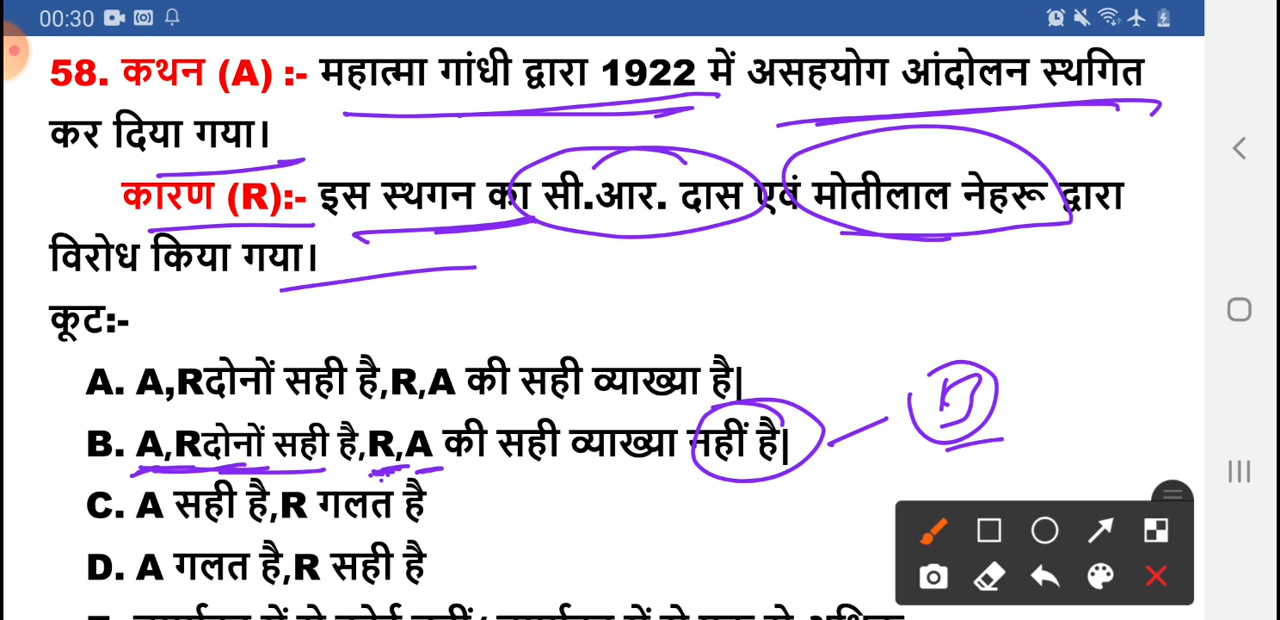 00:30
58. कथन (A) :- महात्मा गांधी द्वारा 1922 में असहयोग आंदोलन स्थगित
कर दिया गया।
कारण (R):- इस स्थगन का सी.आर. दास एवं मोतीलाल नेहरू द्वारा
विरोध किया गया।
कूट:-
A. A,Rदोनों सही है,R,A की सही व्याख्या है|
B. A,Rदोनों सही है,R,A की सही व्याख्या नहीं है|
C. A सही है,R गलत है
D. A गलत है,R सही है